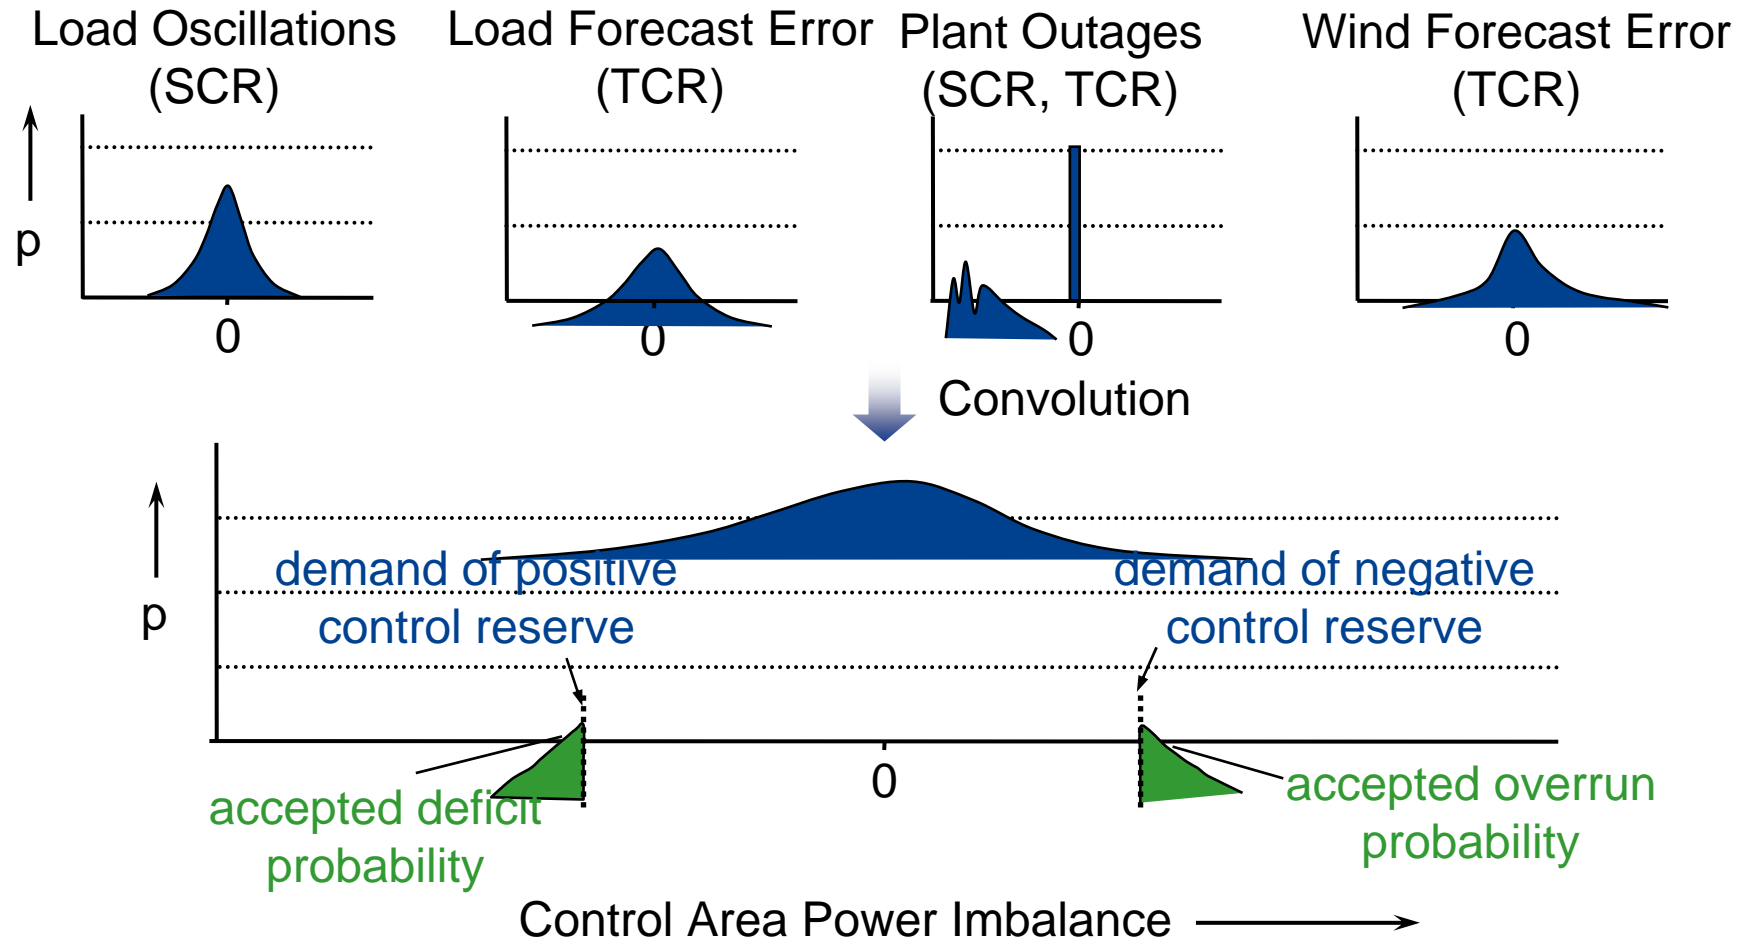 Load Oscillations
(SCR)
Load Forecast Error
(TCR)
Plant Outages
(SCR, TCR)
Wind Forecast Error
(TCR)
p
0
0
0
0
Convolution
p
demand of positive
control reserve
demand of negative
control reserve
0
accepted deficit
probability
accepted overrun
probability
Control Area Power Imbalance